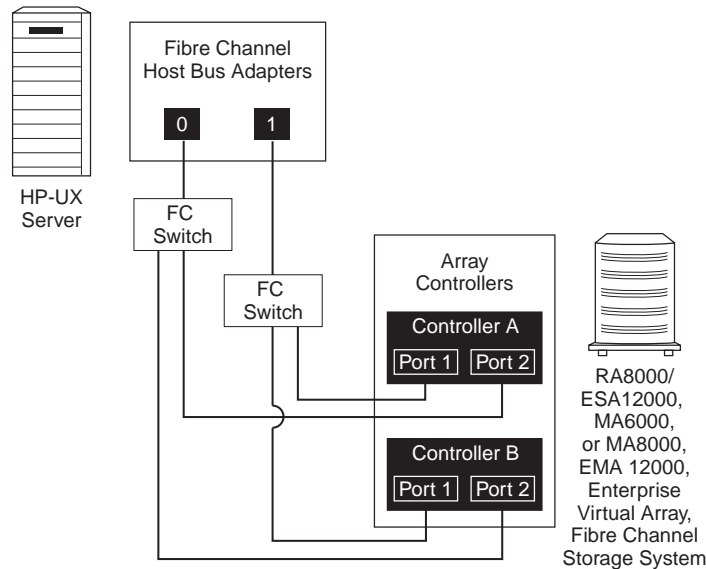 Fibre Channel
Host Bus Adapters
0
1
HP-UX
Server
FC
Switch
FC
Switch
Array
Controllers
Controller A
Port 1
Port 2
Controller B
Port 1
Port 2
RA8000/
ESA12000,
MA6000,
or MA8000,
EMA 12000,
Enterprise
Virtual Array,
Fibre Channel
Storage System